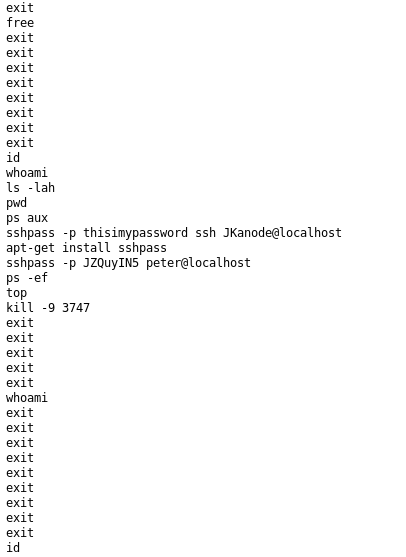 exit
free
exit
exit
exit
exit
exit
exit
exit
exit
id
whoami
ls -lah
pwd
ps aux
sshpass -p thisimypassword ssh JKanode@localhost
apt-get install sshpass
sshpass -p JZQuyIN5 peter@localhost
ps -ef
top
kill -9 3747
exit
exit
exit
exit
exit
whoami
exit
exit
exit
exit
exit
exit
exit
exit
exit
id